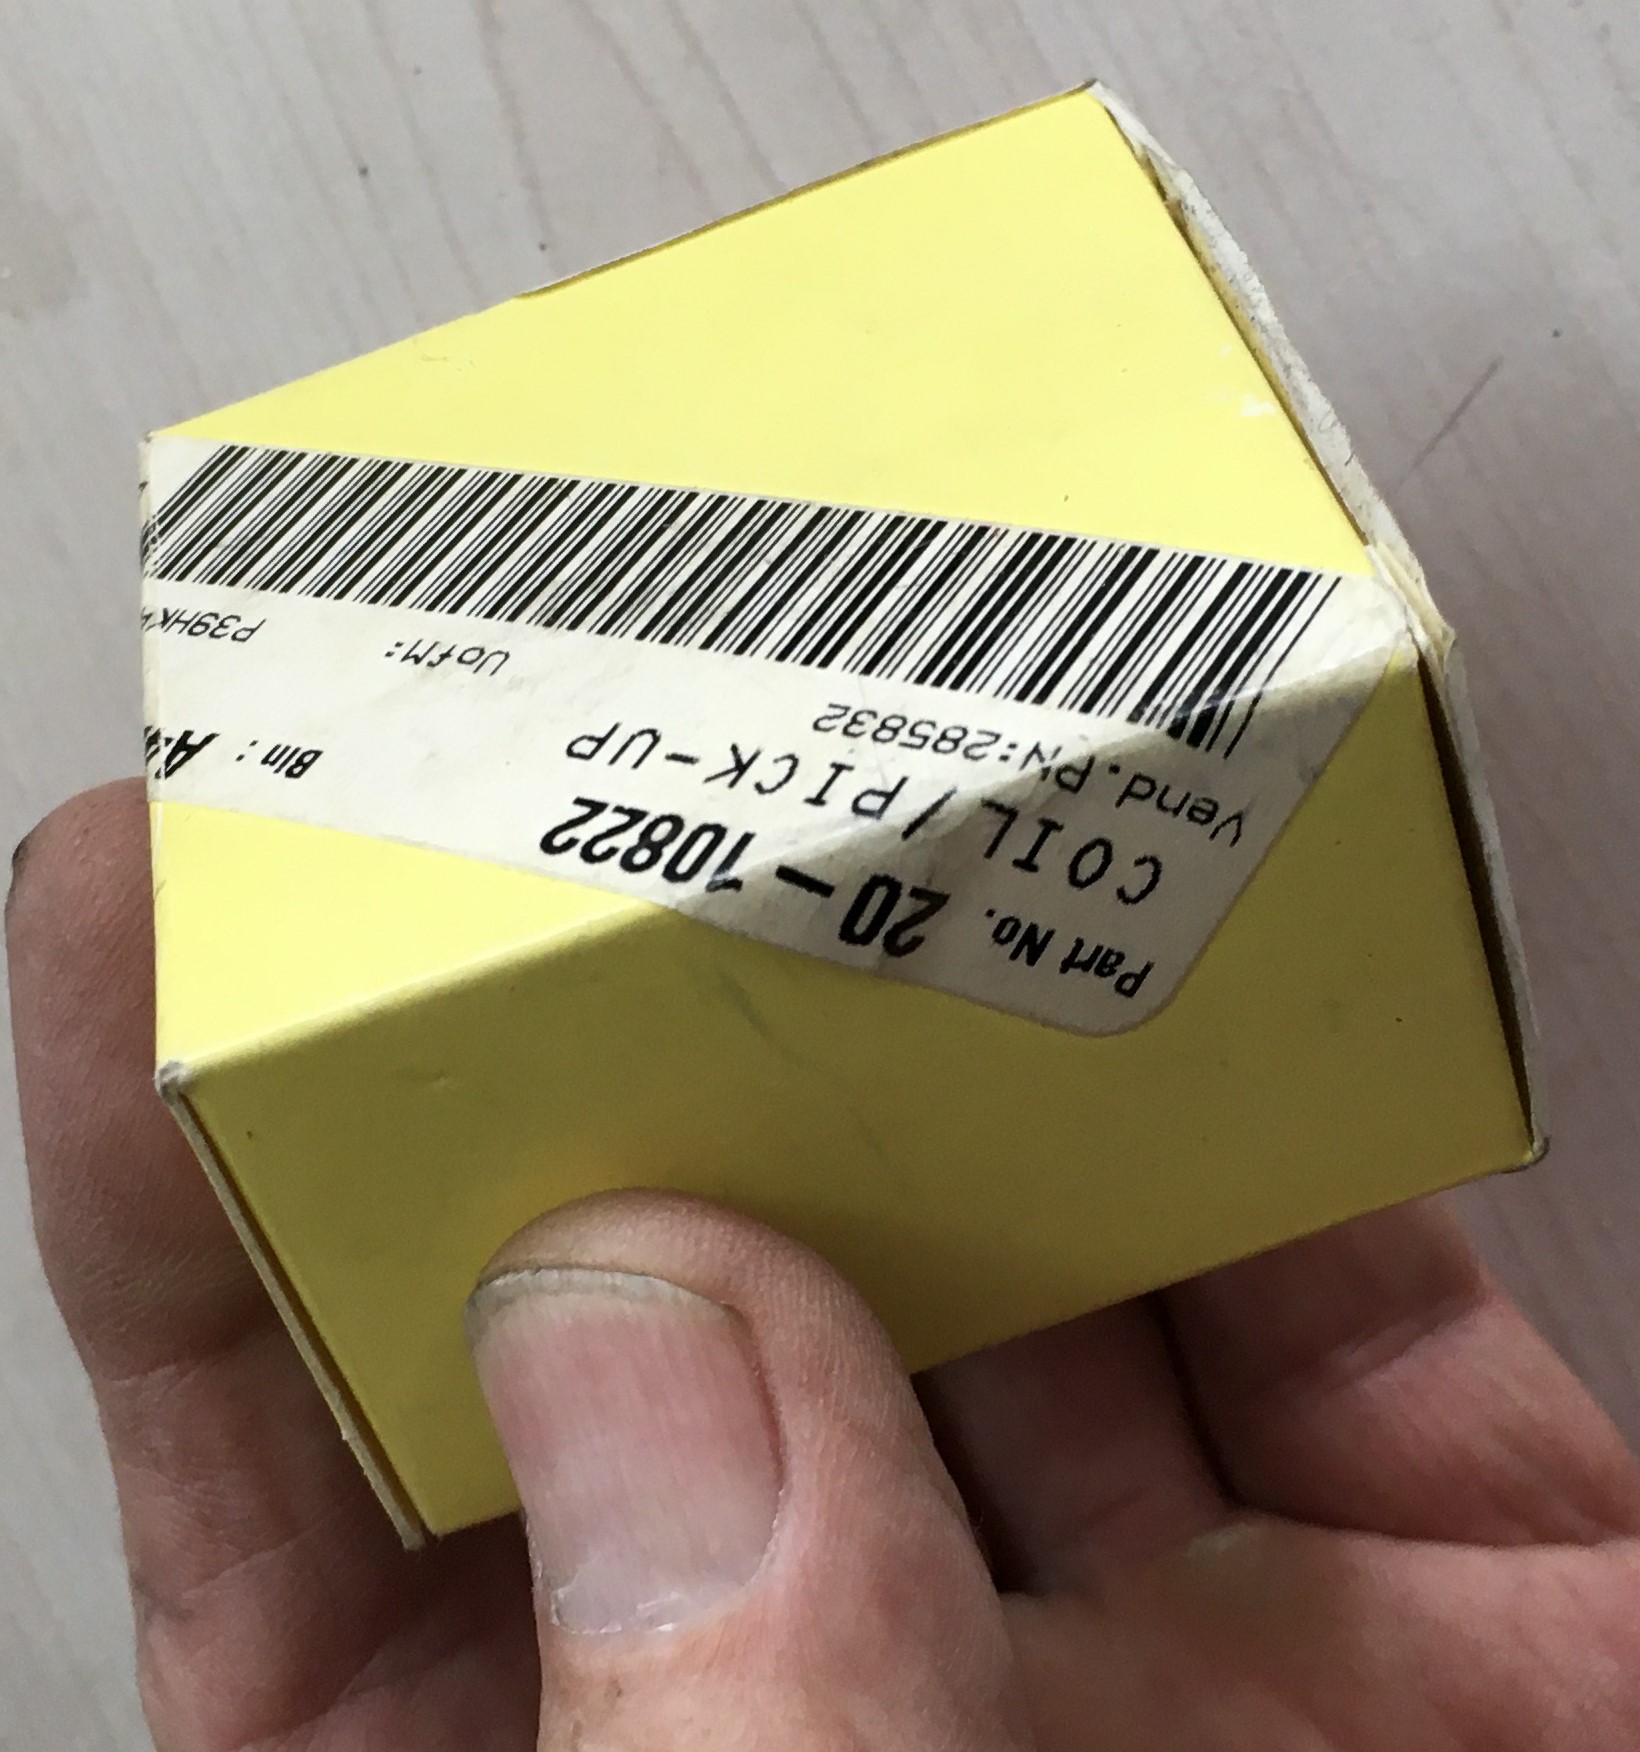 Part No. 20-10822
Bin:
COIL/PICK-UP
Vend.PN:285832
UofM: